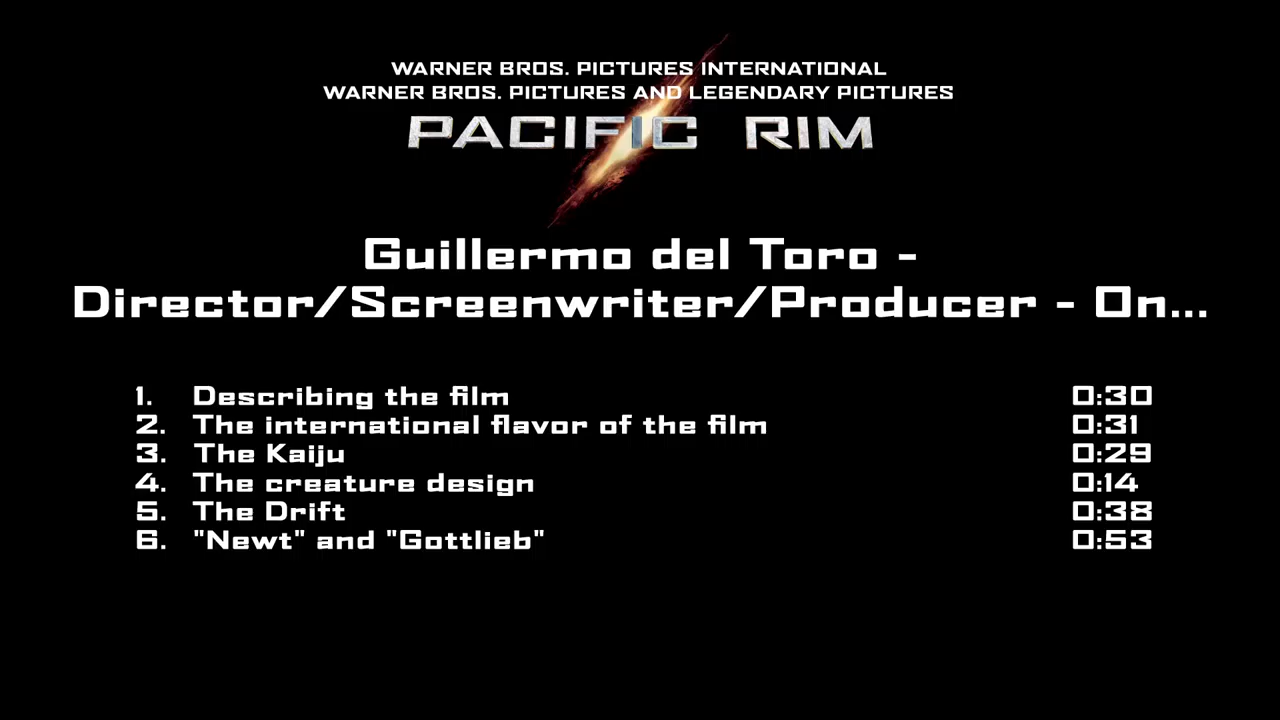 WARNER BROS. PICTURES INTERNATIONAL
WARNER BROS. PICTURES AND LEGENDARY PICTURES
PACIFIC RIM
Guillermo del Toro -
Director/Screenwriter/Producer - On...
1. Describing the film 0:30
2. The international flavor of the film 0:31
3. The Kaiju 0:29
4. The creature design 0:14
5. The Drift 0:38
6. "Newt" and "Gottlieb" 0:53